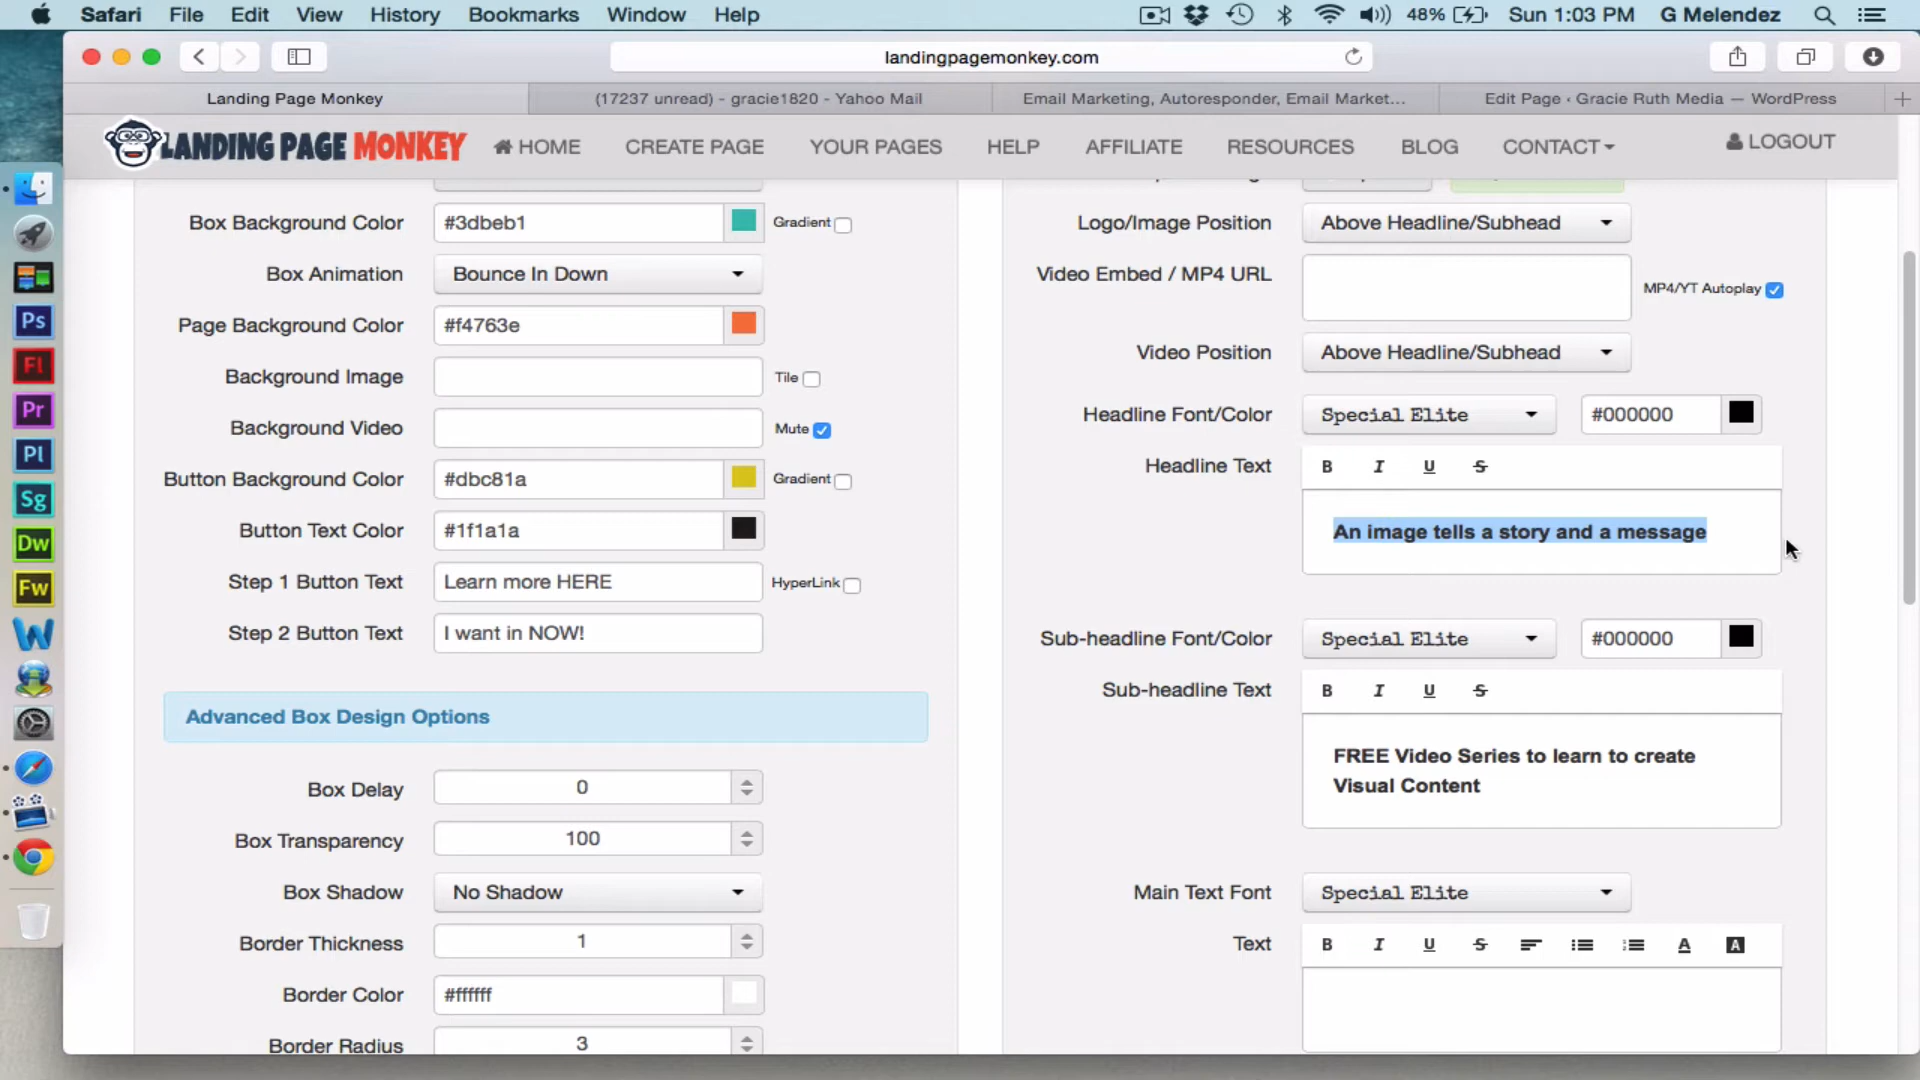 Safari File Edit View History Bookmarks Window Help 48% Sun 1:03 PM G Melendez
landingpagemonkey.com
Landing Page Monkey (17237 unread) - gracie1820 - Yahoo Mail Email Marketing, Autoresponder, Email Market... Edit Page ‹ Gracie Ruth Media — WordPress
LANDING PAGE MONKEY HOME CREATE PAGE YOUR PAGES HELP AFFILIATE RESOURCES BLOG CONTACT LOGOUT
Box Background Color #3dbeb1 Gradient
Box Animation Bounce In Down
Page Background Color #f4763e
Background Image Tile
Background Video Mute
Button Background Color #dbc81a Gradient
Button Text Color #1f1a1a
Step 1 Button Text Learn more HERE HyperLink
Step 2 Button Text I want in NOW!
Advanced Box Design Options
Box Delay 0
Box Transparency 100
Box Shadow No Shadow
Border Thickness 1
Border Color #ffffff
Border Radius 3
Logo/Image Position Above Headline/Subhead
Video Embed / MP4 URL MP4/YT Autoplay
Video Position Above Headline/Subhead
Headline Font/Color Special Elite #000000
Headline Text B I U S
An image tells a story and a message
Sub-headline Font/Color Special Elite #000000
Sub-headline Text B I U S
FREE Video Series to learn to create
Visual Content
Main Text Font Special Elite
Text B I U S A A
Ps
Fl
Pr
Pl
Sg
Dw
Fw
W